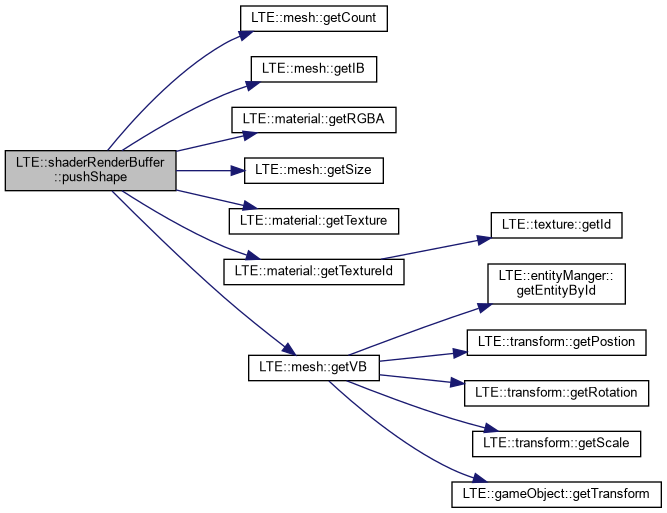 LTE::mesh::getCount
LTE::mesh::getIB
LTE::material::getRGBA
LTE::shaderRenderBuffer
::pushShape
LTE::mesh::getSize
LTE::material::getTexture
LTE::texture::getId
LTE::material::getTextureId
LTE::entityManger::
getEntityById
LTE::transform::getPostion
LTE::mesh::getVB
LTE::transform::getRotation
LTE::transform::getScale
LTE::gameObject::getTransform